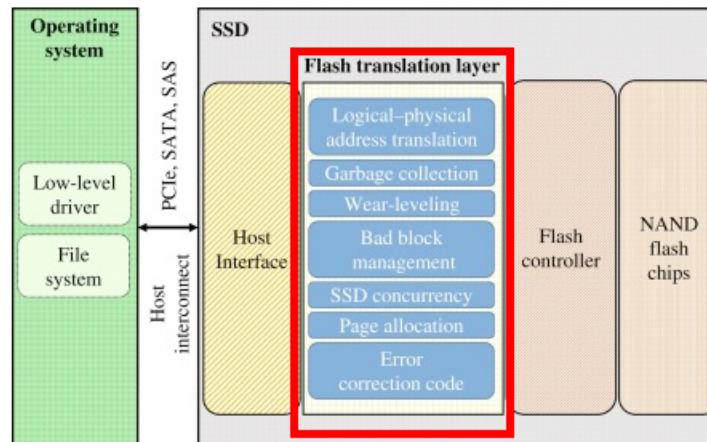 Operating
system
Low-level
driver
File
system
PCIe, SATA, SAS
Host
interconnect
SSD
Host
Interface
Flash translation layer
Logical–physical
address translation
Garbage collection
Wear-leveling
Bad block
management
SSD concurrency
Page allocation
Error
correction code
Flash
controller
NAND
flash
chips